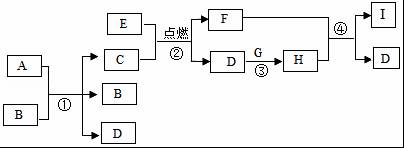 E 点燃 F ④ I
A C ② D G H D
③
B ① B
D